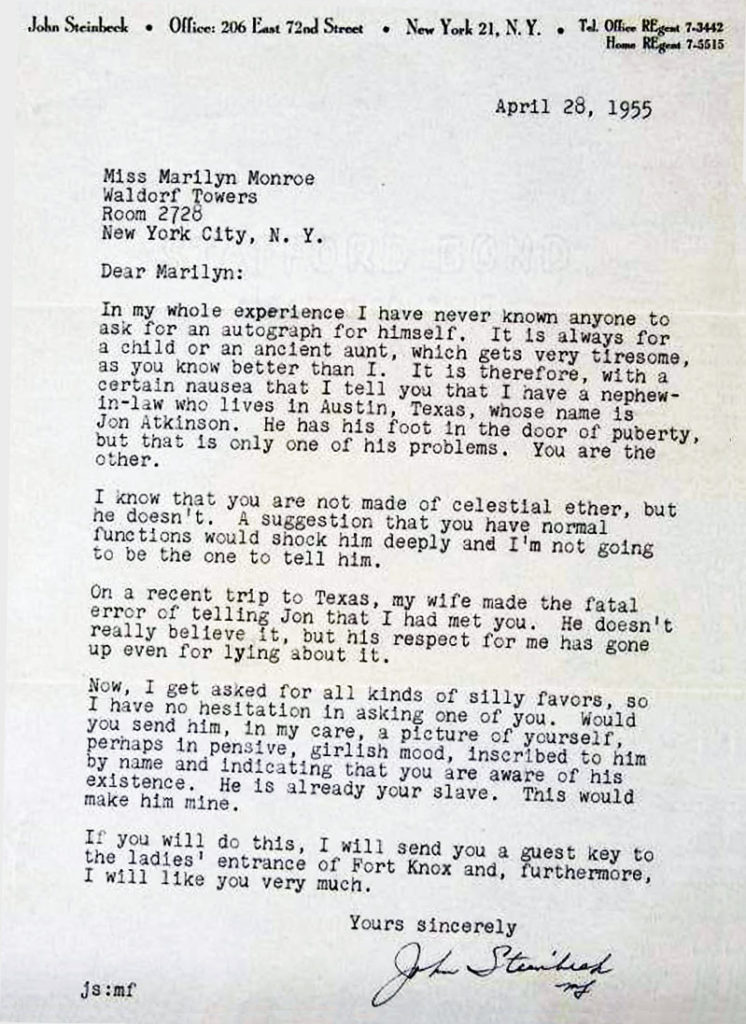 John Steinbeck • Office: 206 East 72nd Street • New York 21, N. Y. • Tel. Office REgent 7-3442
Home REgent 7-5515
April 28, 1955
Miss Marilyn Monroe
Waldorf Towers
Room 2728
New York City, N. Y.
Dear Marilyn:
In my whole experience I have never known anyone to
ask for an autograph for himself. It is always for
a child or an ancient aunt, which gets very tiresome,
as you know better than I. It is therefore, with a
certain nausea that I tell you that I have a nephew-
in-law who lives in Austin, Texas, whose name is
Jon Atkinson. He has his foot in the door of puberty,
but that is only one of his problems. You are the
other.
I know that you are not made of celestial ether, but
he doesn't. A suggestion that you have normal
functions would shock him deeply and I'm not going
to be the one to tell him.
On a recent trip to Texas, my wife made the fatal
error of telling Jon that I had met you. He doesn't
really believe it, but his respect for me has gone
up even for lying about it.
Now, I get asked for all kinds of silly favors, so
I have no hesitation in asking one of you. Would
you send him, in my care, a picture of yourself,
perhaps in pensive, girlish mood, inscribed to him
by name and indicating that you are aware of his
existence. He is already your slave. This would
make him mine.
If you will do this, I will send you a guest key to
the ladies' entrance of Fort Knox and, furthermore,
I will like you very much.
Yours sincerely
John Steinbeck
mf
js:mf